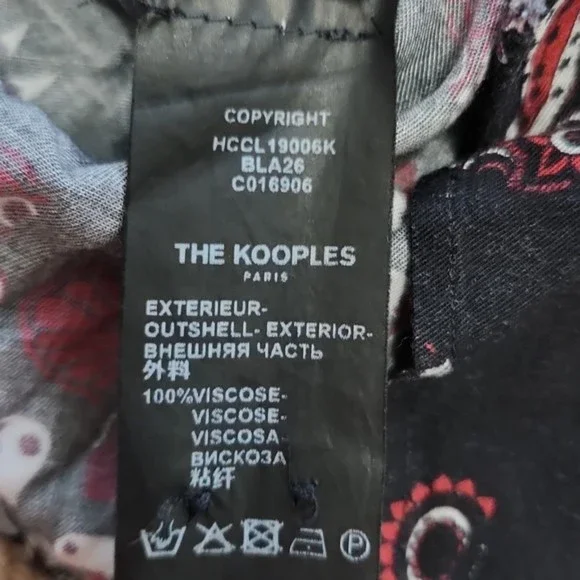 COPYRIGHT
HCCL19006K
BLA26
C016906
THE KOOPLES
PARIS
EXTERIEUR-
OUTSHELL- EXTERIOR-
ВНЕШНЯЯ ЧАСТЬ
外料
100%VISCOSE-
VISCOSE-
VISCOSA-
ВИСКОЗА
粘纤
P